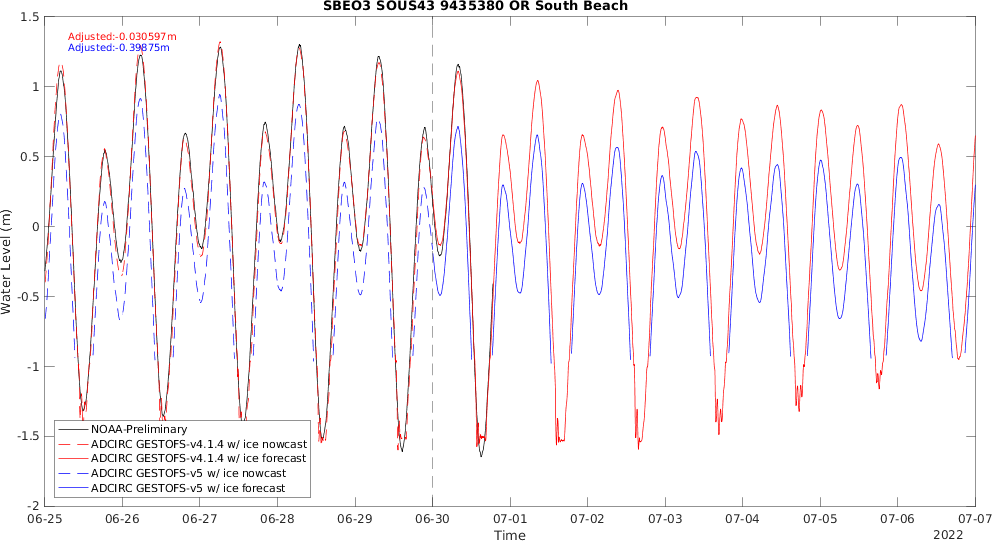 SBEO3 SOUS43 9435380 OR South Beach
Adjusted:-0.030597m
Adjusted:-0.39875m
1.5
1
0.5
0
-0.5
-1
-1.5
-2
Water Level (m)
NOAA-Preliminary
ADCIRC GESTOFS-v4.1.4 w/ ice nowcast
ADCIRC GESTOFS-v4.1.4 w/ ice forecast
ADCIRC GESTOFS-v5 w/ ice nowcast
ADCIRC GESTOFS-v5 w/ ice forecast
06-25 06-26 06-27 06-28 06-29 06-30 07-01 07-02 07-03 07-04 07-05 07-06 07-07
Time
2022